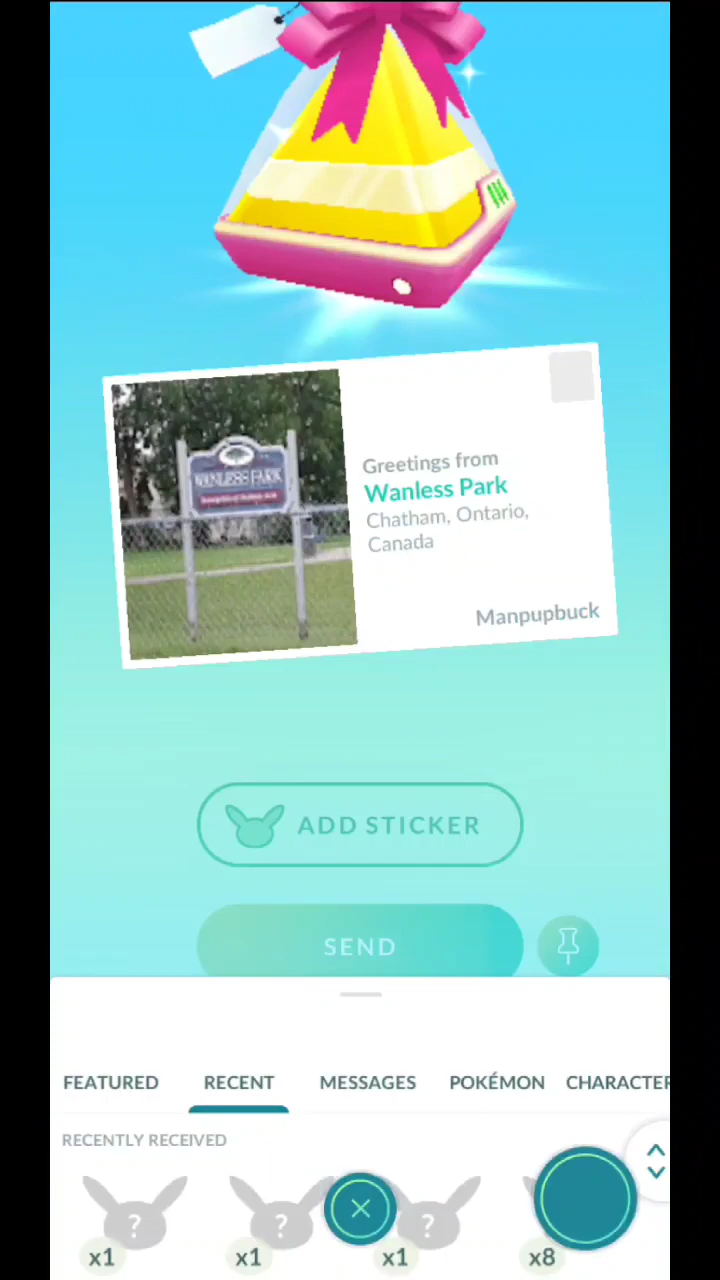 WANLESS PARK
Greetings from
Wanless Park
Chatham, Ontario,
Canada
Manpupbuck
ADD STICKER
SEND
FEATURED RECENT MESSAGES POKÉMON CHARACTER
RECENTLY RECEIVED
? ? ?
x1 x1 x1 x8